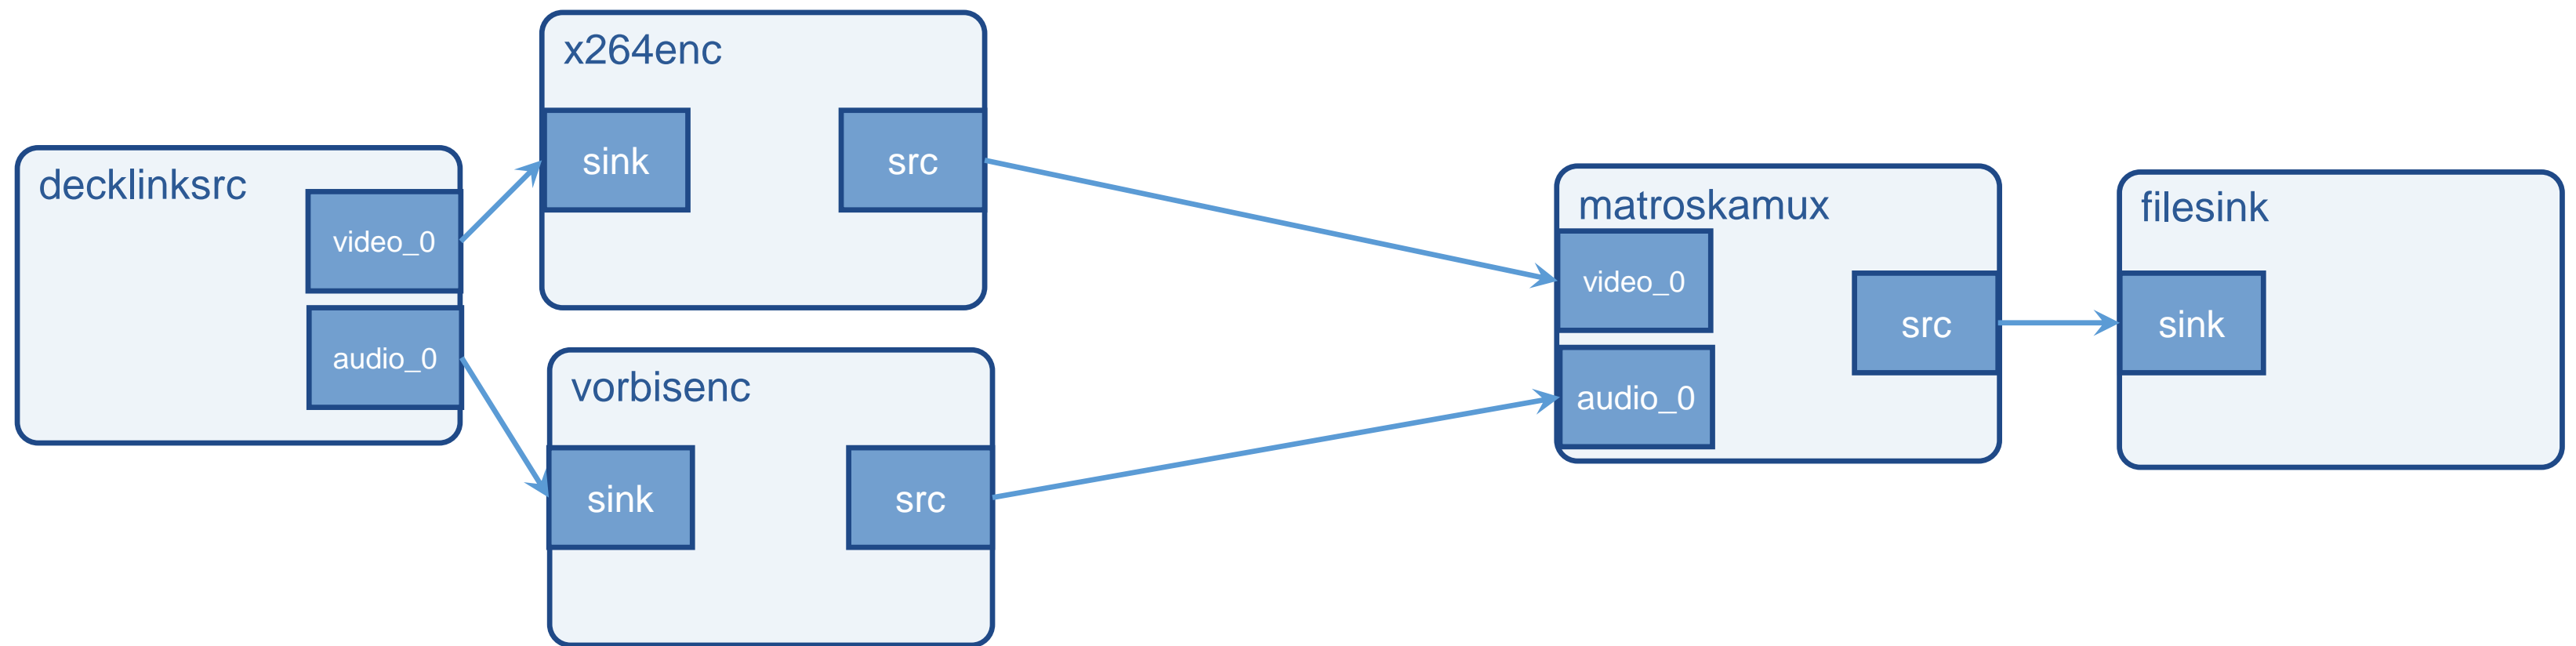 decklinksrc
video_0
audio_0
x264enc
sink
src
vorbisenc
sink
src
matroskamux
video_0
audio_0
src
filesink
sink